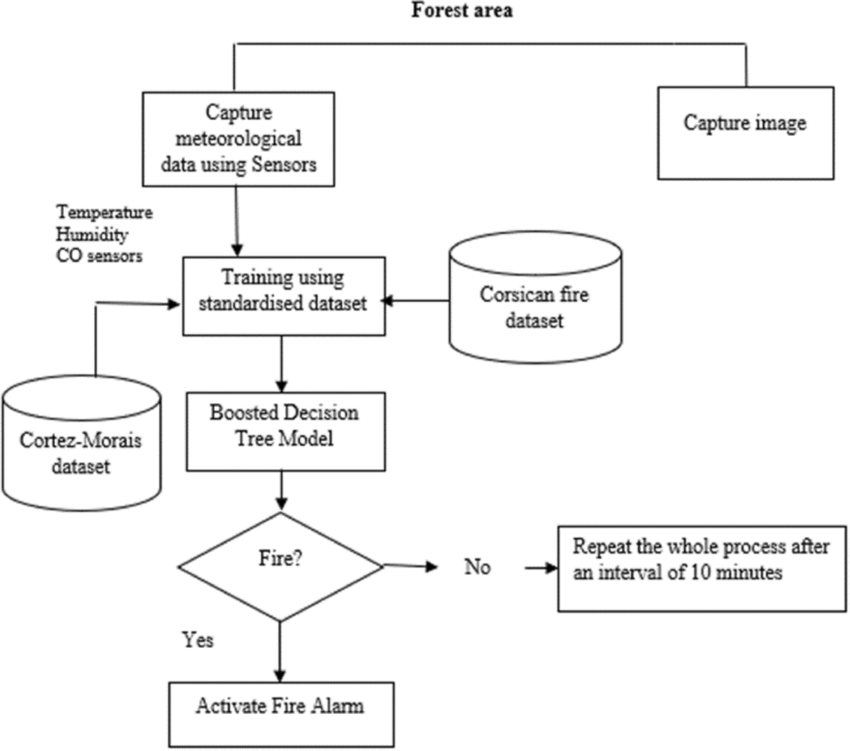 Forest area
Capture
meteorological
data using Sensors
Capture image
Temperature
Humidity
CO sensors
Training using
standardised dataset
Corsican fire
dataset
Cortez-Morais
dataset
Boosted Decision
Tree Model
Fire?
No
Repeat the whole process after
an interval of 10 minutes
Yes
Activate Fire Alarm